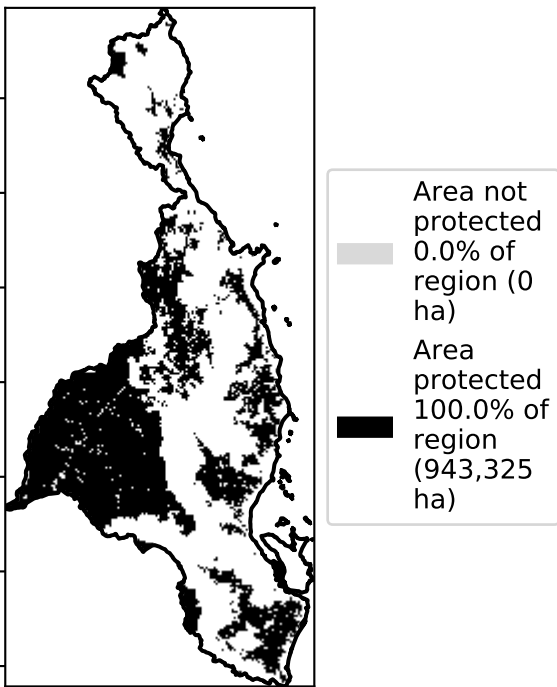 Area not
protected
0.0% of
region (0
ha)
Area
protected
100.0% of
region
(943,325
ha)